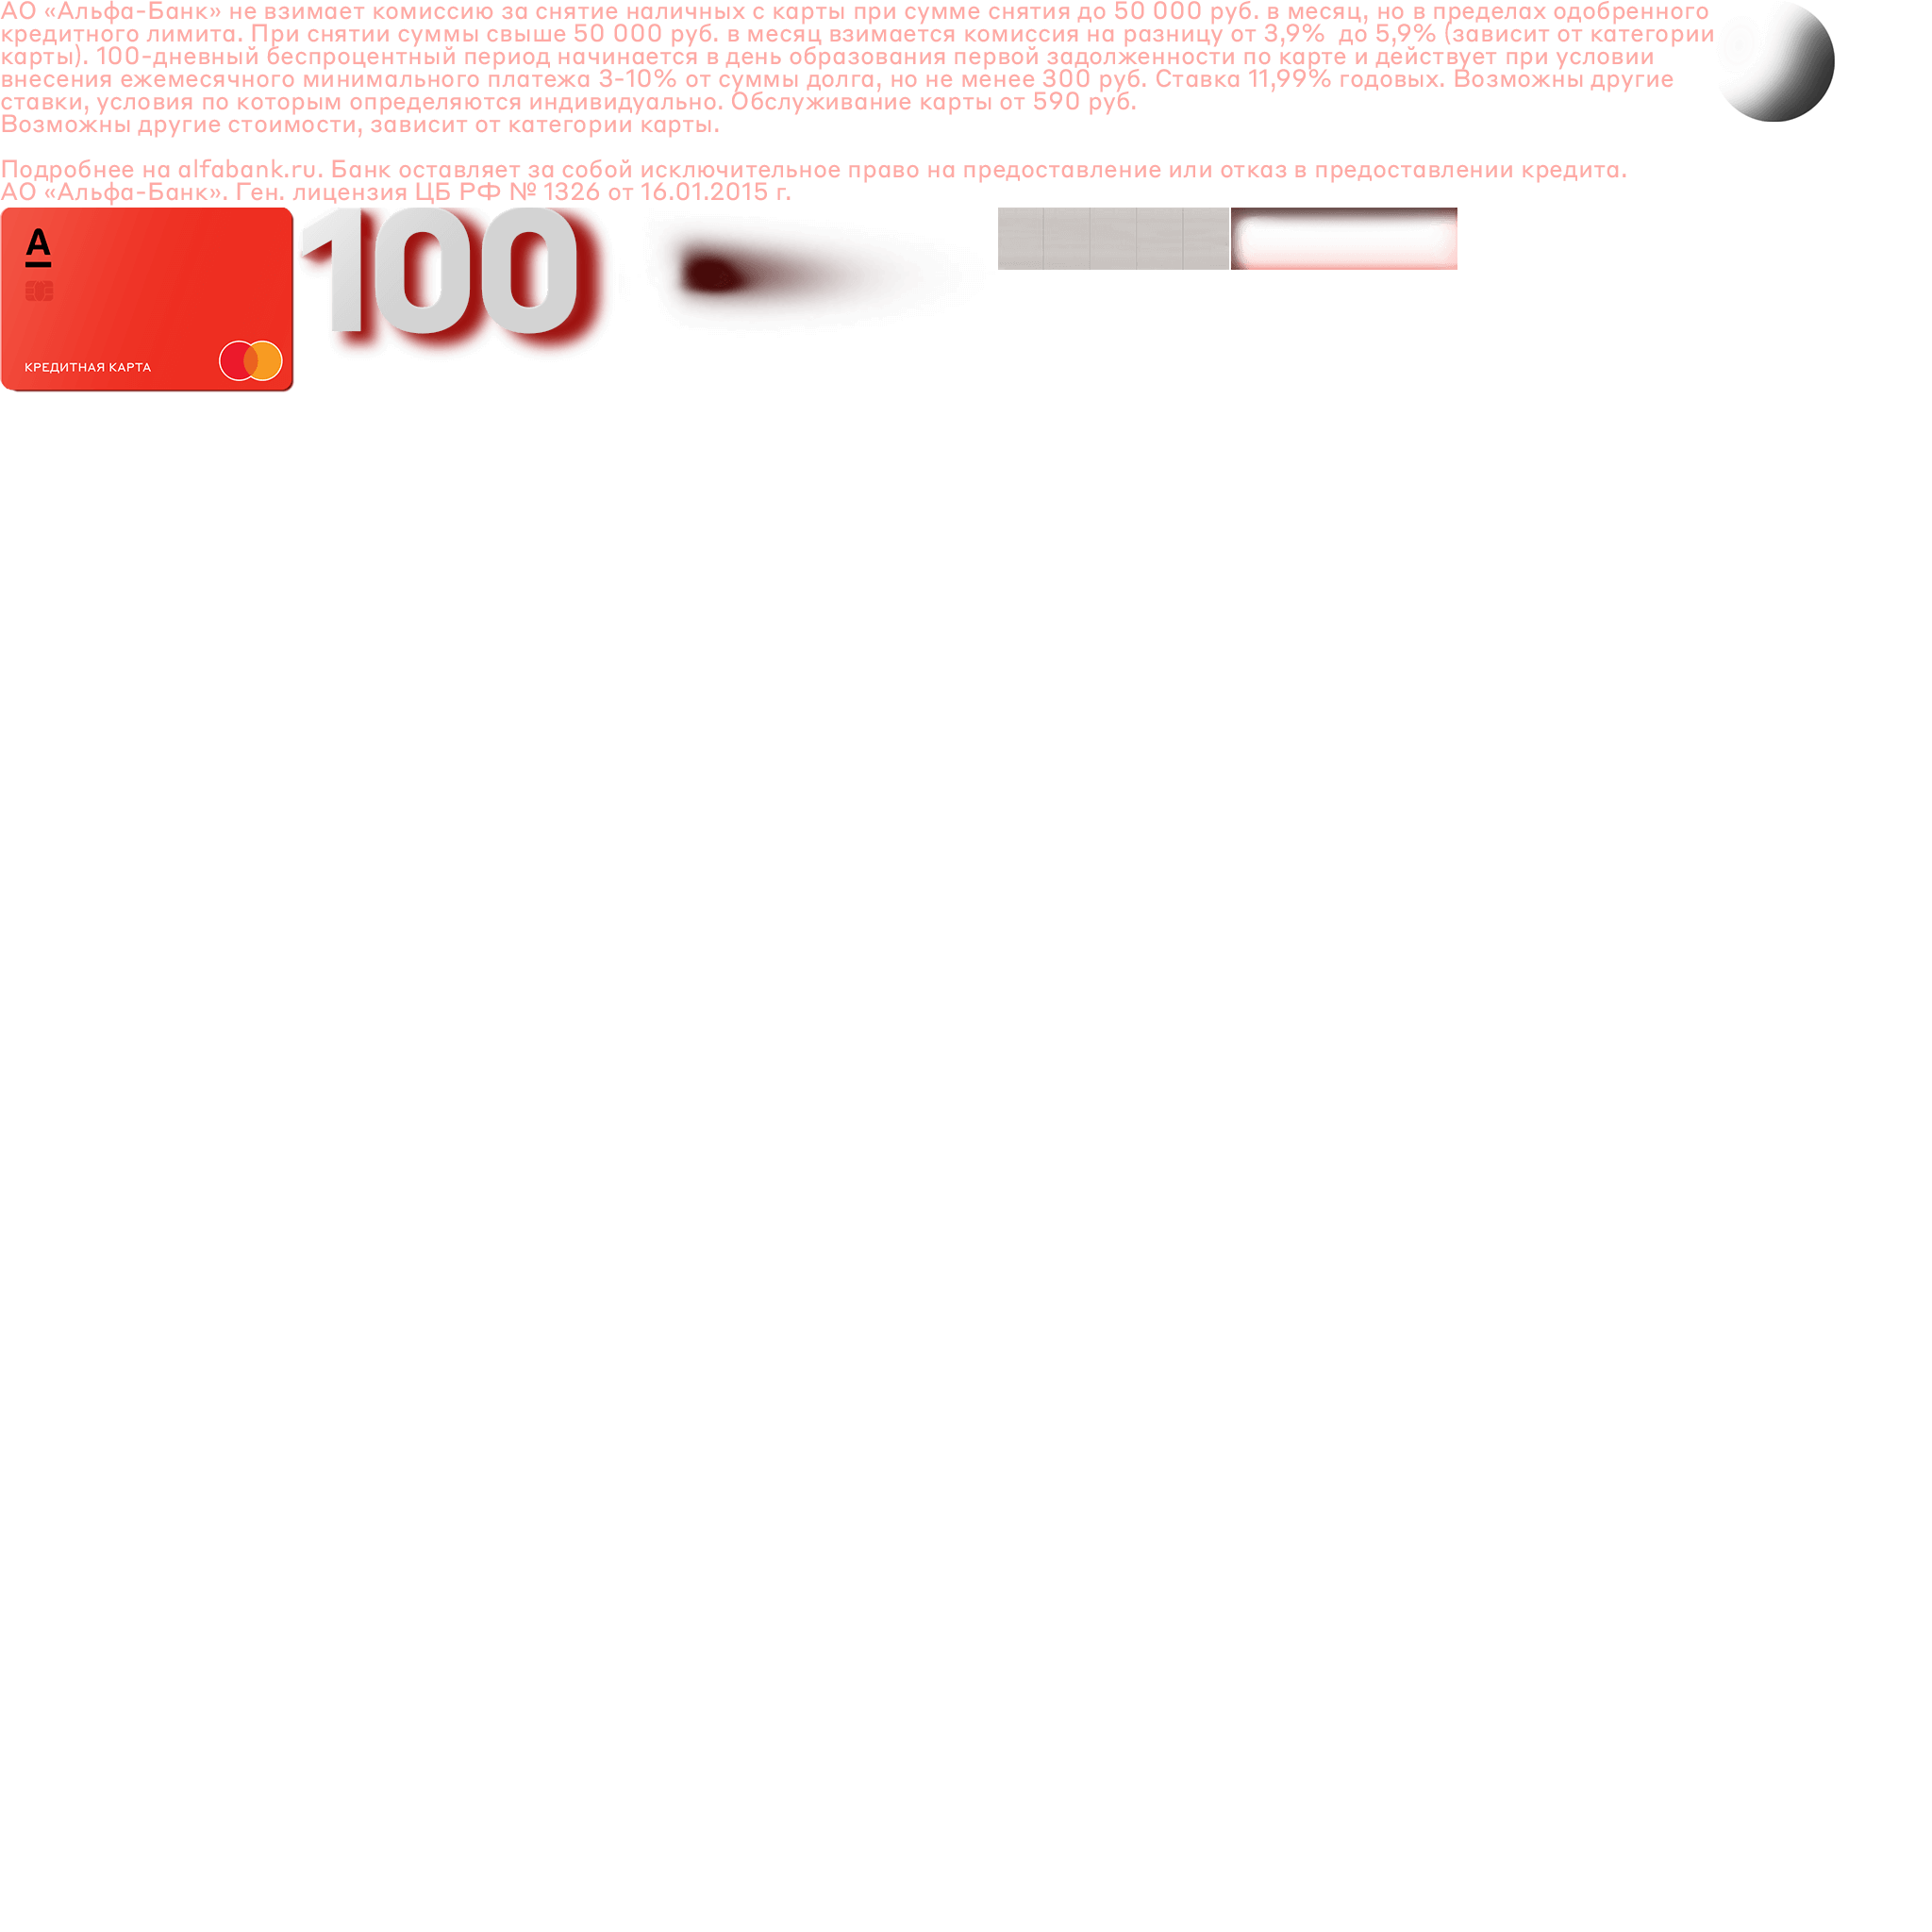 АО «Альфа-Банк» не взимает комиссию за снятие наличных с карты при сумме снятия до 50 000 руб. в месяц, но в пределах одобренного
кредитного лимита. При снятии суммы свыше 50 000 руб. в месяц взимается комиссия на разницу от 3,9% до 5,9% (зависит от категории
карты). 100-дневный беспроцентный период начинается в день образования первой задолженности по карте и действует при условии
внесения ежемесячного минимального платежа 3-10% от суммы долга, но не менее 300 руб. Ставка 11,99% годовых. Возможны другие
ставки, условия по которым определяются индивидуально. Обслуживание карты от 590 руб.
Возможны другие стоимости, зависит от категории карты.
Подробнее на alfabank.ru. Банк оставляет за собой исключительное право на предоставление или отказ в предоставлении кредита.
АО «Альфа-Банк». Ген. лицензия ЦБ РФ № 1326 от 16.01.2015 г.
А
КРЕДИТНАЯ КАРТА
100